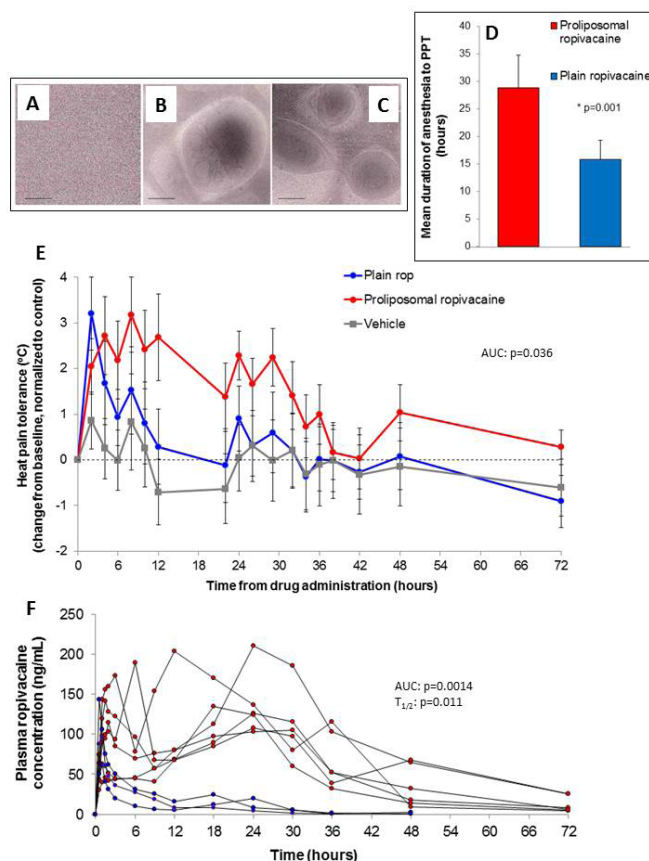 D
Proliposomal
ropivacaine
Plain ropivacaine
* p=0.001
Mean duration of anesthesia to PPT
(hours)
40
35
30
25
20
15
10
5
0
A
B
C
E
Plain rop
Proliposomal ropivacaine
Vehicle
AUC: p=0.036
Heat pain tolerance (°C)
(change from baseline, normalized to control)
4
3
2
1
0
-1
-2
0 6 12 18 24 30 36 42 48 54 60 66 72
Time from drug administration (hours)
F
Plasma ropivacaine
concentration (ng/mL)
250
200
150
100
50
0
AUC: p=0.0014
T1/2: p=0.011
0 6 12 18 24 30 36 42 48 54 60 66 72
Time (hours)